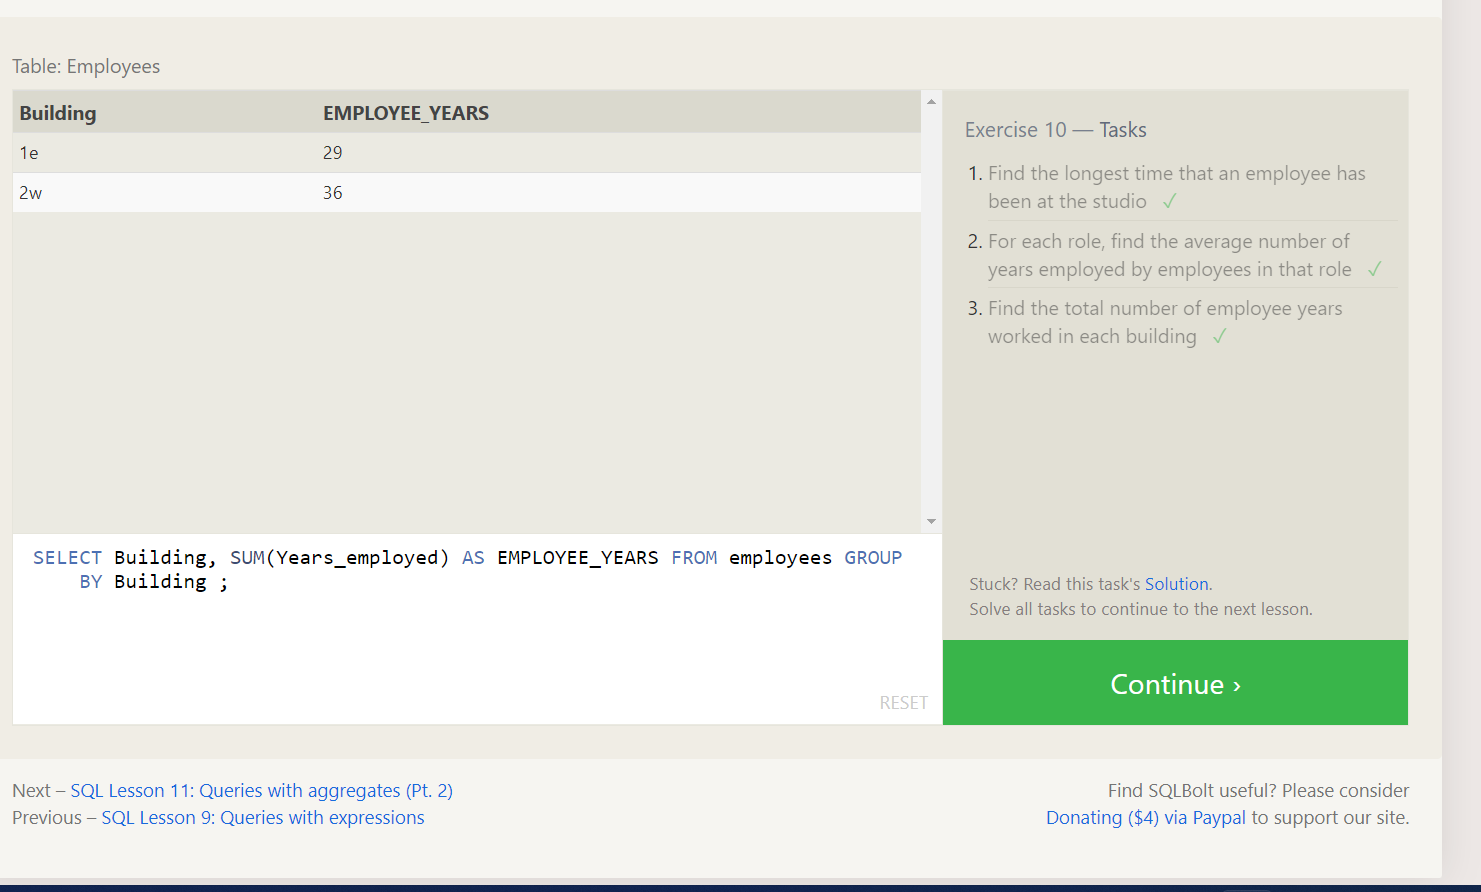 Table: Employees
Building EMPLOYEE_YEARS
1e 29
2w 36
SELECT Building, SUM(Years_employed) AS EMPLOYEE_YEARS FROM employees GROUP
BY Building ;
RESET
Exercise 10 — Tasks
1. Find the longest time that an employee has
been at the studio ✓
2. For each role, find the average number of
years employed by employees in that role ✓
3. Find the total number of employee years
worked in each building ✓
Stuck? Read this task's Solution.
Solve all tasks to continue to the next lesson.
Continue ›
Next – SQL Lesson 11: Queries with aggregates (Pt. 2)
Previous – SQL Lesson 9: Queries with expressions
Find SQLBolt useful? Please consider
Donating ($4) via Paypal to support our site.